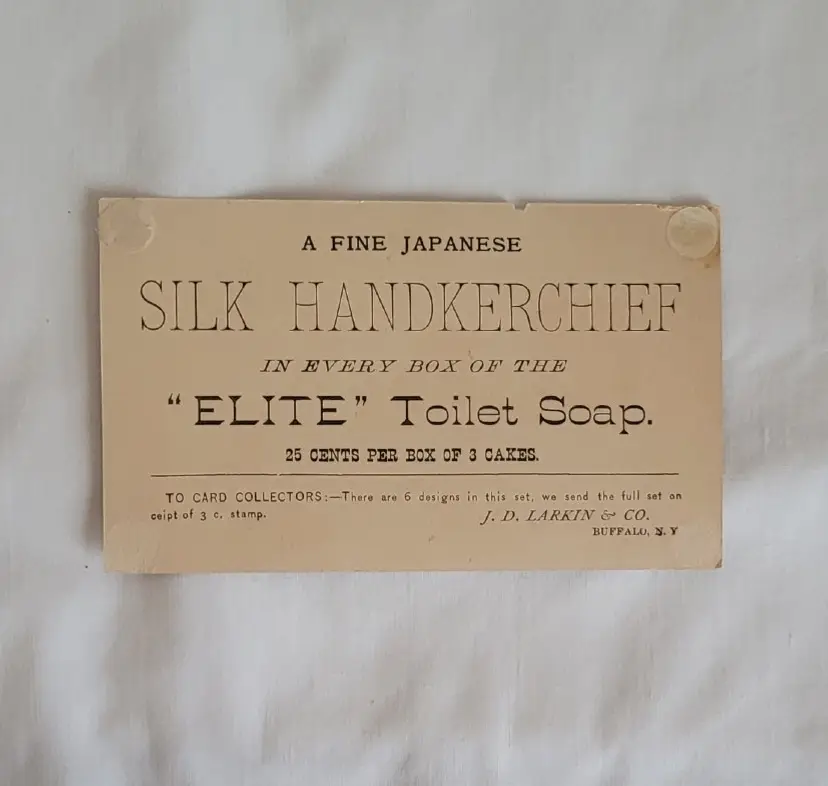 A FINE JAPANESE
SILK HANDKERCHIEF
IN EVERY BOX OF THE
"ELITE" Toilet Soap.
25 CENTS PER BOX OF 3 CAKES.
TO CARD COLLECTORS:—There are 6 designs in this set, we send the full set on
ceipt of 3 c. stamp.
J. D. LARKIN & CO.
BUFFALO, N. Y